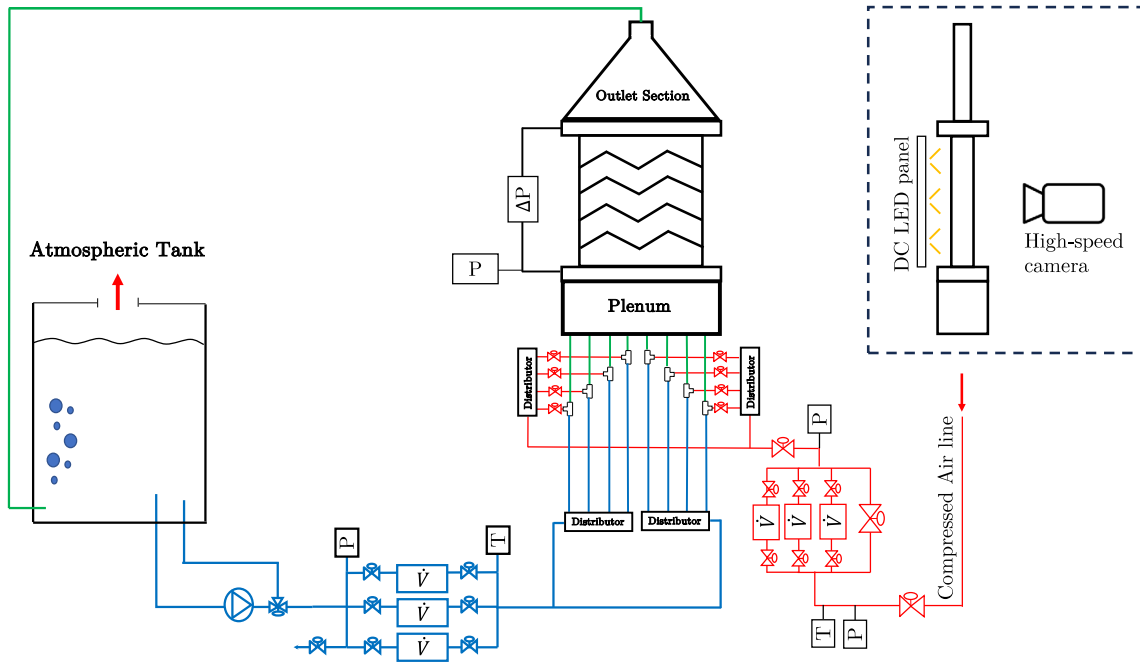 Outlet Section
ΔP
P
Plenum
Atmospheric Tank
Distributor
Distributor
Distributor
Distributor
P
T
V̇
V̇
V̇
P
V̇
V̇
V̇
T
P
Compressed Air line
DC LED panel
High-speed
camera